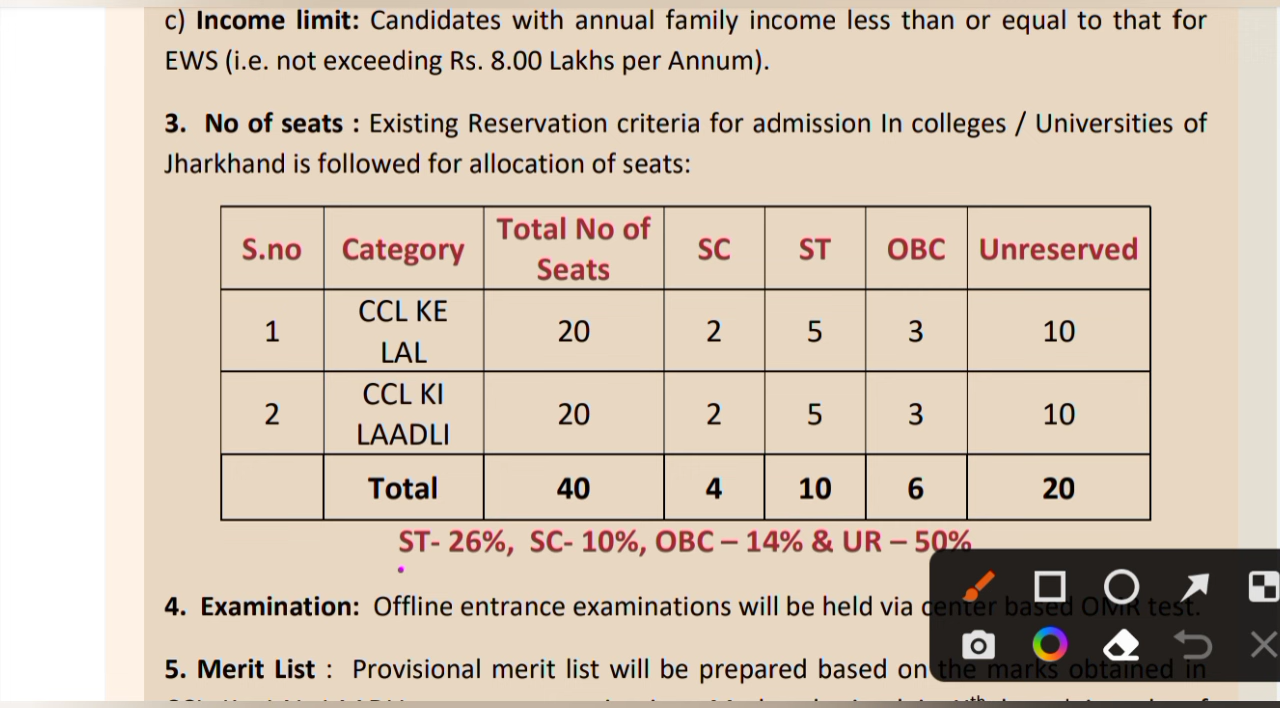 c) Income limit: Candidates with annual family income less than or equal to that for
EWS (i.e. not exceeding Rs. 8.00 Lakhs per Annum).
3. No of seats : Existing Reservation criteria for admission In colleges / Universities of
Jharkhand is followed for allocation of seats:
S.no Category Total No of Seats SC ST OBC Unreserved
1 CCL KE LAL 20 2 5 3 10
2 CCL KI LAADLI 20 2 5 3 10
Total 40 4 10 6 20
ST- 26%, SC- 10%, OBC – 14% & UR – 50%
4. Examination: Offline entrance examinations will be held via center based OMR test.
5. Merit List : Provisional merit list will be prepared based on the marks obtained in